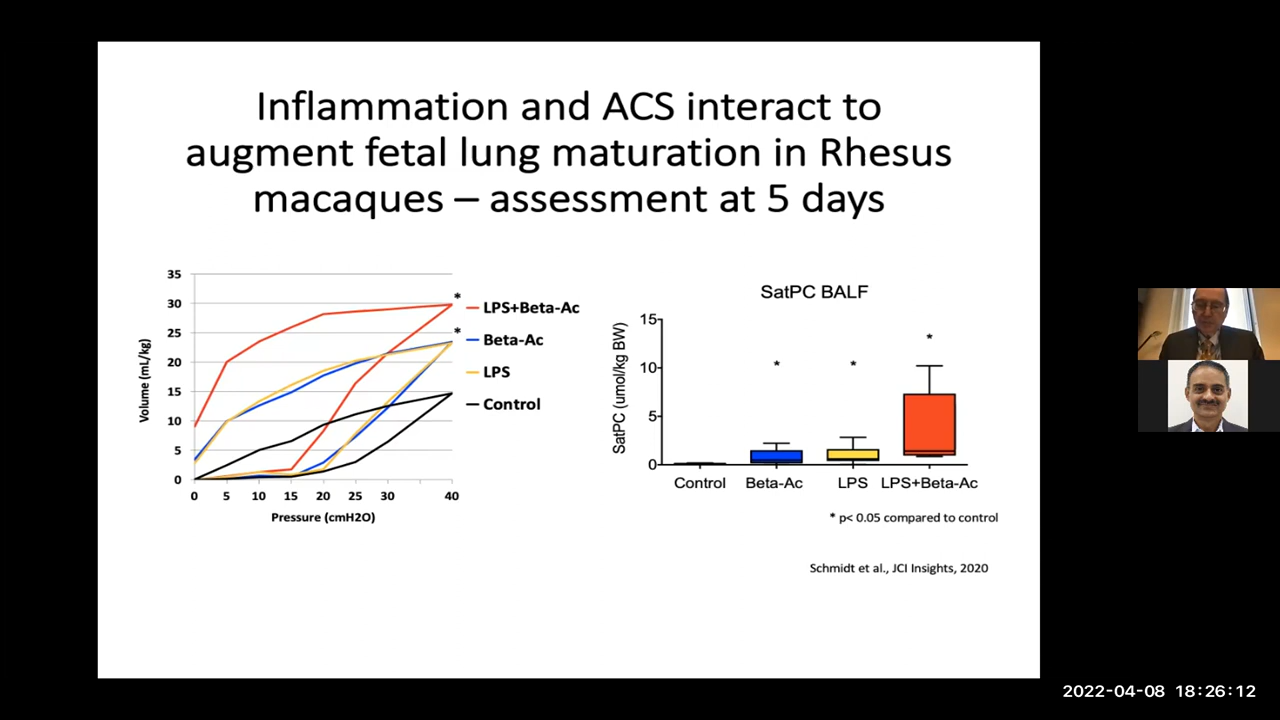 Inflammation and ACS interact to
augment fetal lung maturation in Rhesus
macaques – assessment at 5 days
35
30
25
20
15
10
5
0
Volume (mL/kg)
0 5 10 15 20 25 30 40
Pressure (cmH2O)
*
*
LPS+Beta-Ac
Beta-Ac
LPS
Control
SatPC BALF
15
10
5
0
SatPC (umol/kg BW)
* * *
Control Beta-Ac LPS LPS+Beta-Ac
* p< 0.05 compared to control
Schmidt et al., JCI Insights, 2020
2022-04-08 18:26:12